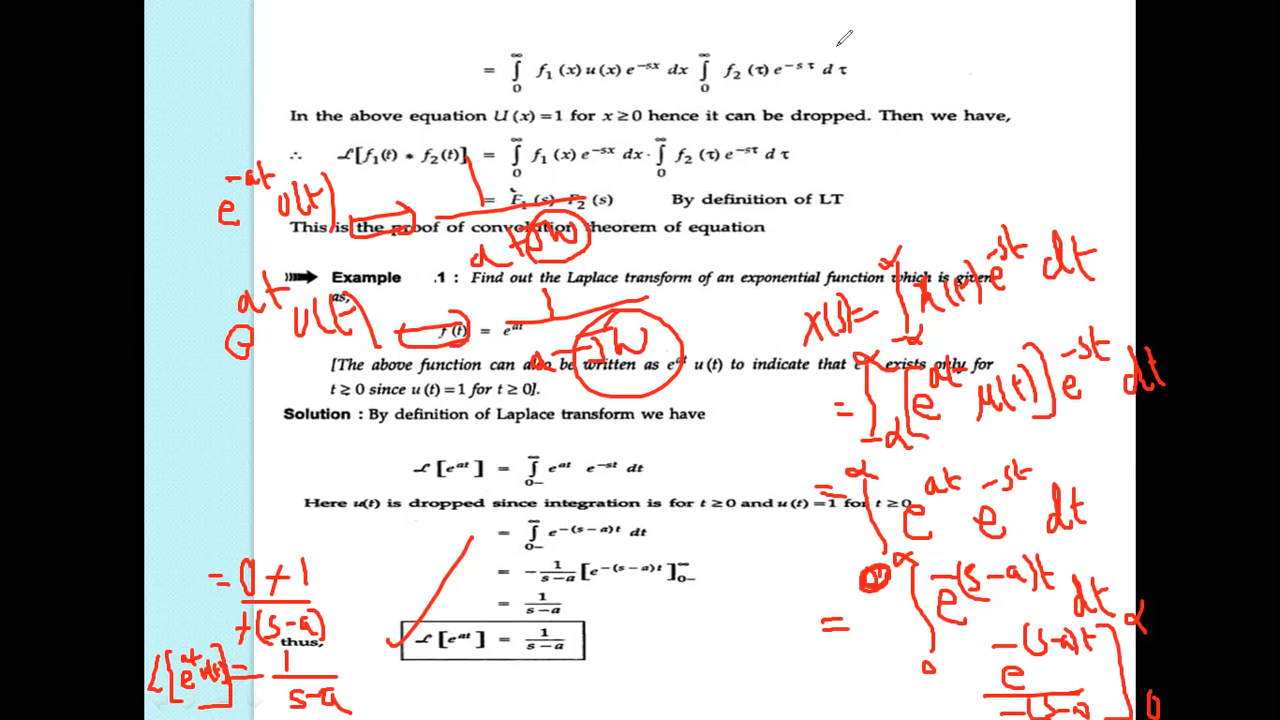 = ∫₀^∞ f₁(x) u(x) e^{-sx} dx ∫₀^∞ f₂(τ) e^{-sτ} dτ
In the above equation U(x) = 1 for x ≥ 0 hence it can be dropped. Then we have,
∴ ℒ[f₁(t) * f₂(t)] = ∫₀^∞ f₁(x) e^{-sx} dx · ∫₀^∞ f₂(τ) e^{-sτ} dτ
= F₁(s) · F₂(s) By definition of LT
This is the proof of convolution theorem of equation
e^{-at} u(t) → 1/(a+jω)
Example .1 : Find out the Laplace transform of an exponential function which is given
as,
f(t) = e^{at}
e^{at} u(t) → 1/(a-jω)
[The above function can also be written as e^{at} u(t) to indicate that e exists only for
t ≥ 0 since u(t) = 1 for t ≥ 0].
Solution : By definition of Laplace transform we have
ℒ[e^{at}] = ∫_{0-}^∞ e^{at} e^{-st} dt
Here u(t) is dropped since integration is for t ≥ 0 and u(t) = 1 for t ≥ 0
= ∫_{0-}^∞ e^{-(s-a)t} dt
= -1/(s-a) [e^{-(s-a)t}]_{0-}^∞
= 1/(s-a)
thus,
ℒ[e^{at}] = 1/(s-a)
X(s) = ∫_{-∞}^∞ x(t) e^{-st} dt
= ∫_{-∞}^∞ [e^{at} u(t)] e^{-st} dt
= ∫^∞ e^{at} e^{-st} dt
= ∫₀^∞ e^{-(s-a)t} dt
e^{-(s-a)t}/-(s-a)]₀^∞
= 0+1/+(s-a)
L[e^{at} u(t)] = 1/(s-a)